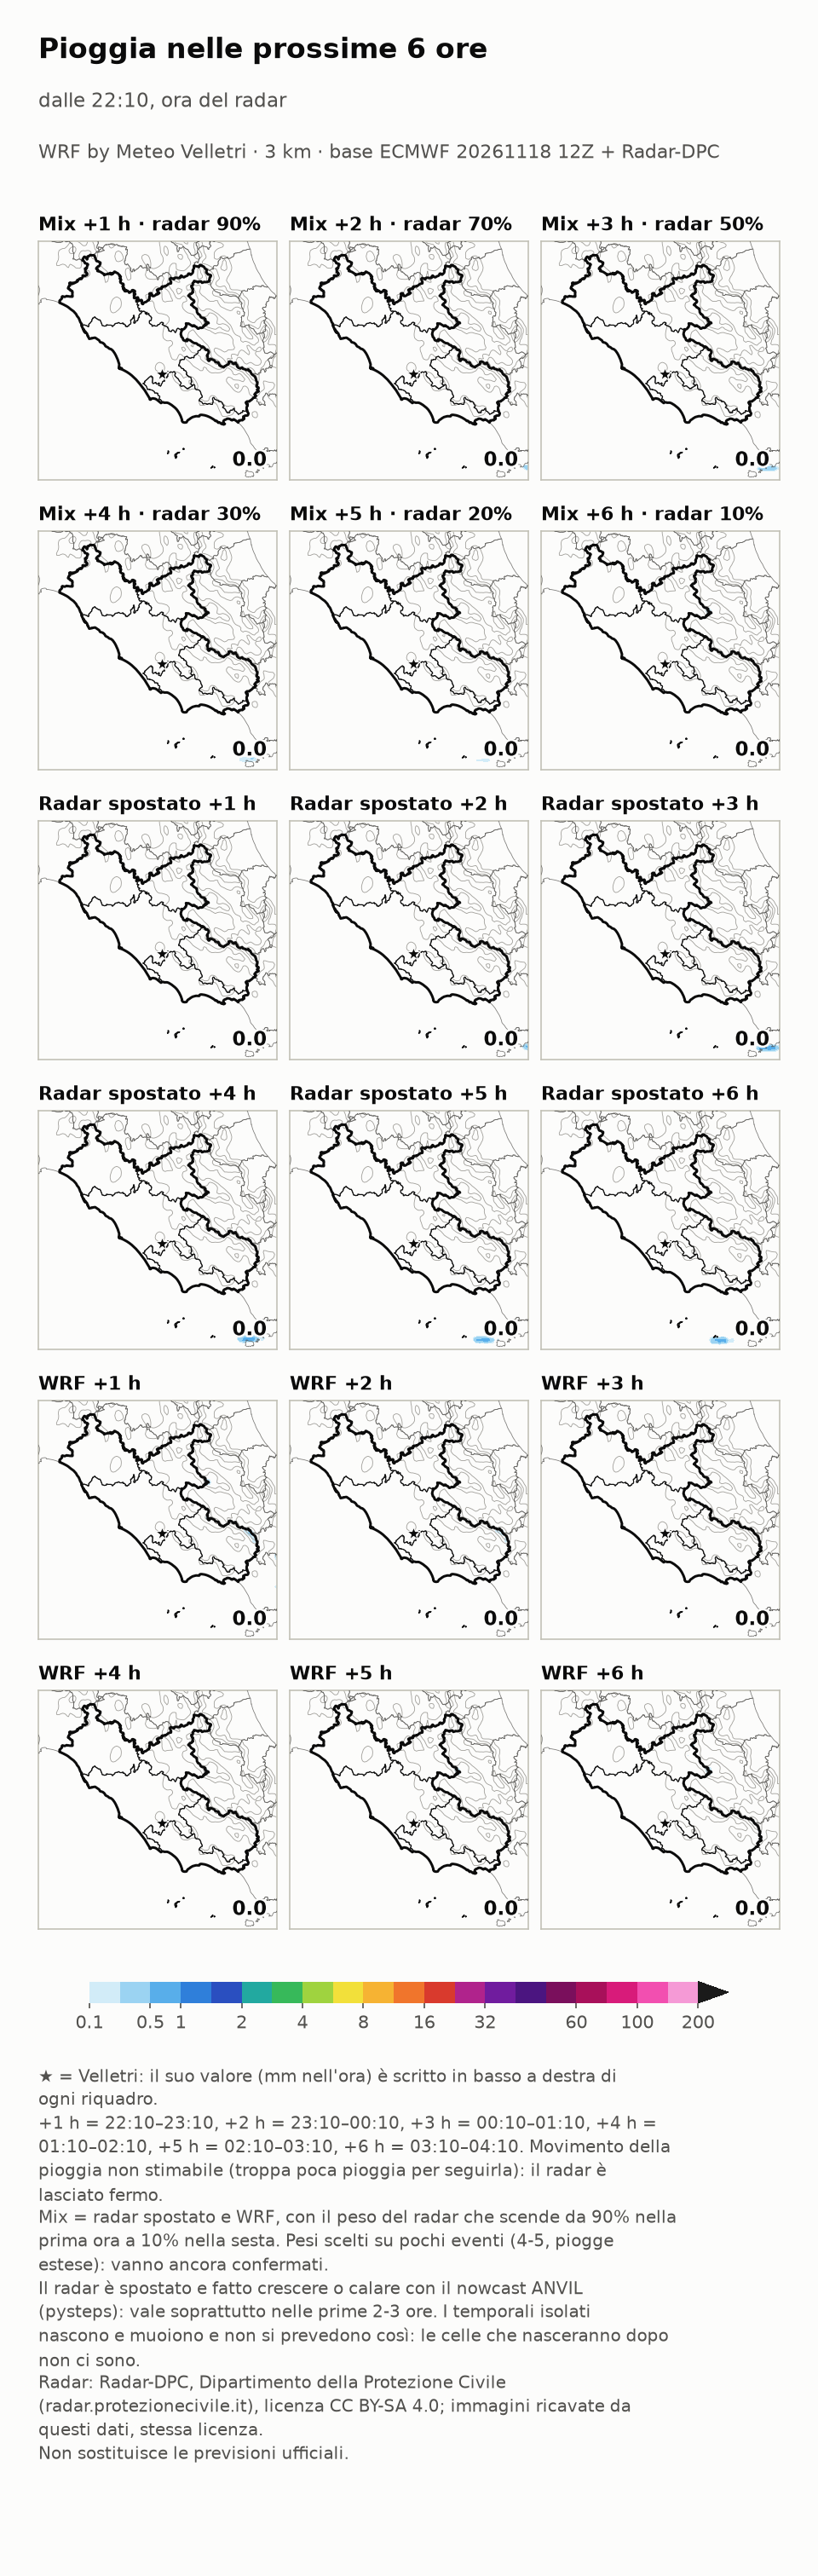 Pioggia nelle prossime 6 ore
dalle 22:10, ora del radar
WRF by Meteo Velletri · 3 km · base ECMWF 20261118 12Z + Radar-DPC
Mix +1 h · radar 90%
Mix +2 h · radar 70%
Mix +3 h · radar 50%
0.0
0.0
0.0
Mix +4 h · radar 30%
Mix +5 h · radar 20%
Mix +6 h · radar 10%
0.0
0.0
0.0
Radar spostato +1 h
Radar spostato +2 h
Radar spostato +3 h
0.0
0.0
0.0
Radar spostato +4 h
Radar spostato +5 h
Radar spostato +6 h
0.0
0.0
0.0
WRF +1 h
WRF +2 h
WRF +3 h
0.0
0.0
0.0
WRF +4 h
WRF +5 h
WRF +6 h
0.0
0.0
0.0
0.1 0.5 1 2 4 8 16 32 60 100 200
★ = Velletri: il suo valore (mm nell'ora) è scritto in basso a destra di
ogni riquadro.
+1 h = 22:10–23:10, +2 h = 23:10–00:10, +3 h = 00:10–01:10, +4 h =
01:10–02:10, +5 h = 02:10–03:10, +6 h = 03:10–04:10. Movimento della
pioggia non stimabile (troppa poca pioggia per seguirla): il radar è
lasciato fermo.
Mix = radar spostato e WRF, con il peso del radar che scende da 90% nella
prima ora a 10% nella sesta. Pesi scelti su pochi eventi (4-5, piogge
estese): vanno ancora confermati.
Il radar è spostato e fatto crescere o calare con il nowcast ANVIL
(pysteps): vale soprattutto nelle prime 2-3 ore. I temporali isolati
nascono e muoiono e non si prevedono così: le celle che nasceranno dopo
non ci sono.
Radar: Radar-DPC, Dipartimento della Protezione Civile
(radar.protezionecivile.it), licenza CC BY-SA 4.0; immagini ricavate da
questi dati, stessa licenza.
Non sostituisce le previsioni ufficiali.